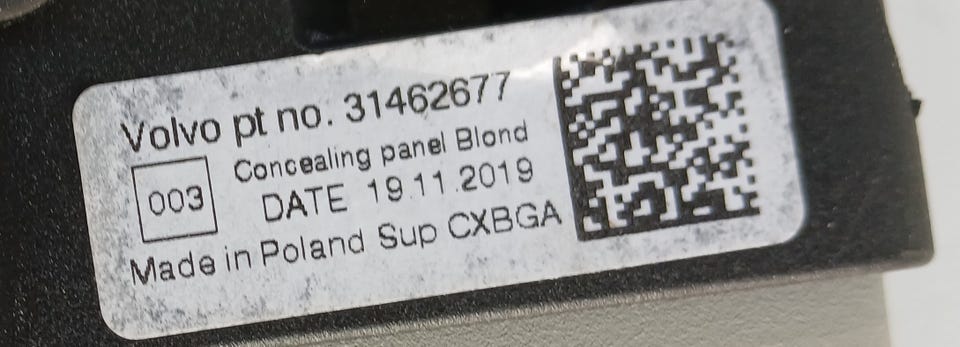 Volvo pt no. 31462677
003
Concealing panel Blond
DATE 19.11.2019
Made in Poland Sup CXBGA